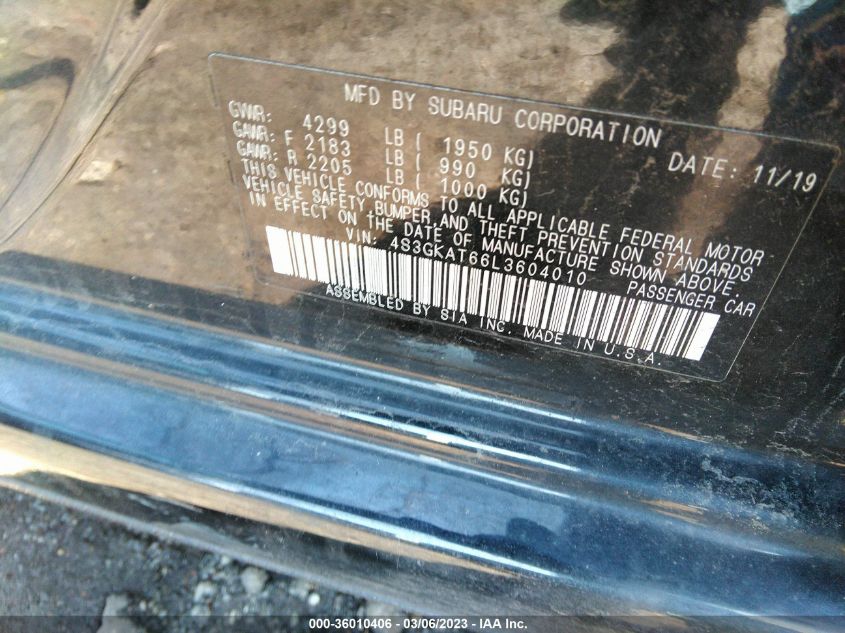 MFD BY SUBARU CORPORATION DATE: 11/19
GVWR: 4299 LB ( 1950 KG)
GAWR: F 2183 LB ( 990 KG)
GAWR: R 2205 LB ( 1000 KG)
THIS VEHICLE CONFORMS TO ALL APPLICABLE FEDERAL MOTOR
VEHICLE SAFETY, BUMPER, AND THEFT PREVENTION STANDARDS
IN EFFECT ON THE DATE OF MANUFACTURE SHOWN ABOVE.
VIN: 4S3GKAT66L3604010 PASSENGER CAR
ASSEMBLED BY SIA INC. MADE IN U.S.A.
000-36010406 - 03/06/2023 - IAA Inc.